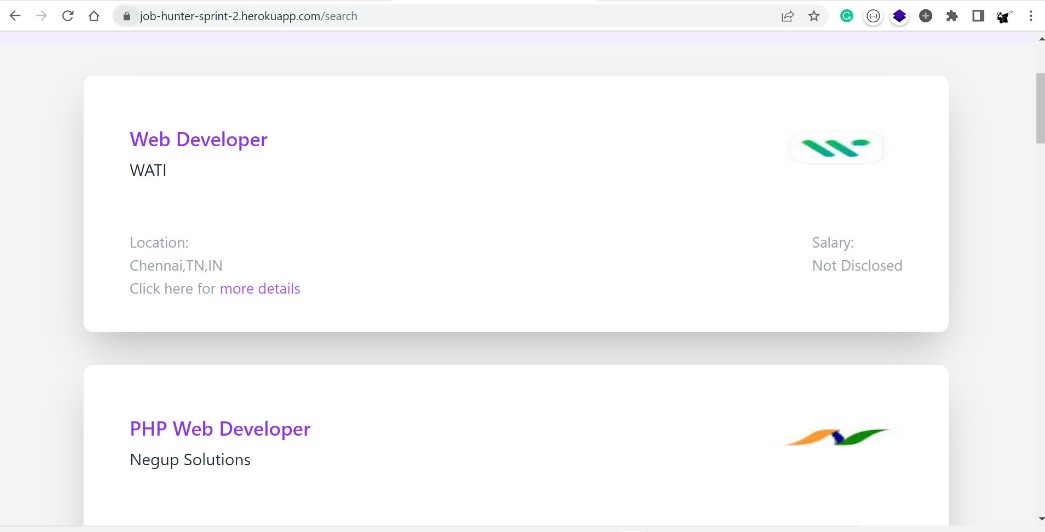 job-hunter-sprint-2.herokuapp.com/search
Web Developer
WATI
Location:
Chennai,TN,IN
Click here for more details
Salary:
Not Disclosed
PHP Web Developer
Negup Solutions